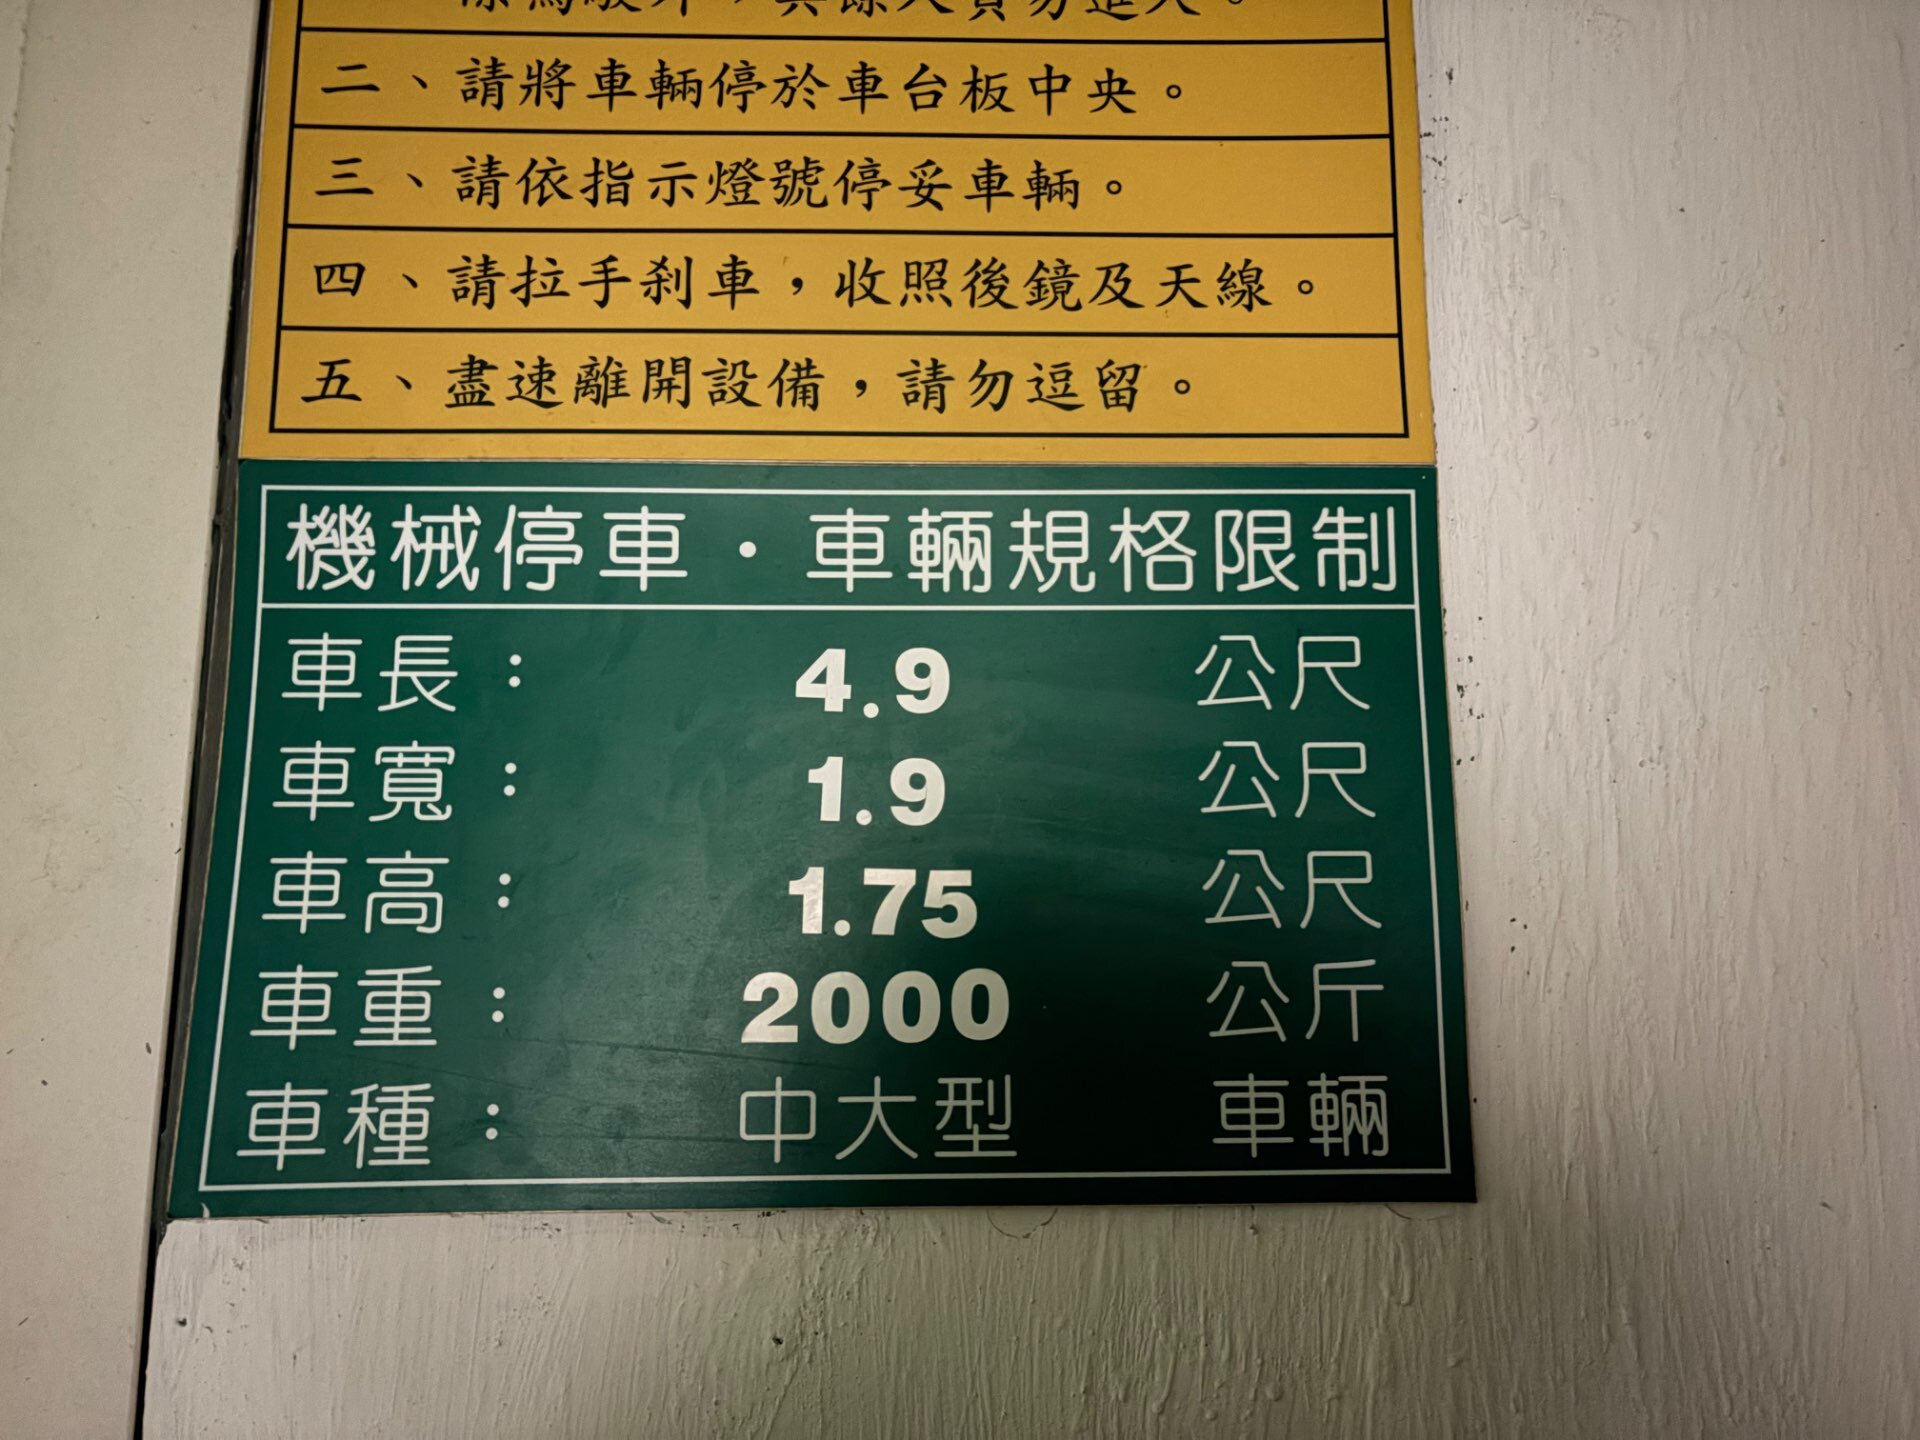 二、請將車輛停於車台板中央。
三、請依指示燈號停妥車輛。
四、請拉手剎車，收照後鏡及天線。
五、盡速離開設備，請勿逗留。
機械停車・車輛規格限制
車長： 4.9 公尺
車寬： 1.9 公尺
車高： 1.75 公尺
車重： 2000 公斤
車種： 中大型 車輛